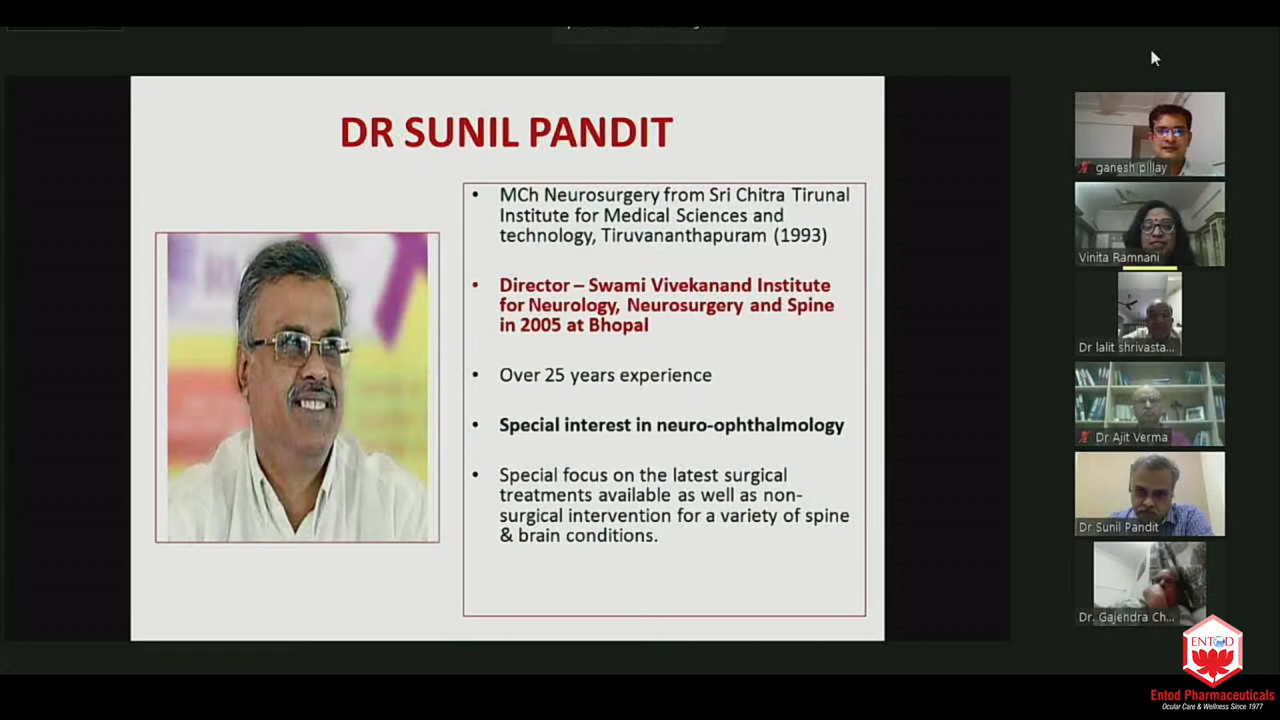 DR SUNIL PANDIT
• MCh Neurosurgery from Sri Chitra Tirunal
Institute for Medical Sciences and
technology, Tiruvananthapuram (1993)
• Director – Swami Vivekanand Institute
for Neurology, Neurosurgery and Spine
in 2005 at Bhopal
• Over 25 years experience
• Special interest in neuro-ophthalmology
• Special focus on the latest surgical
treatments available as well as non-
surgical intervention for a variety of spine
& brain conditions.
ganesh pillay
Vinita Ramnani
Dr lalit shrivasta...
Dr Ajit Verma
Dr Sunil Pandit
Dr. Gajendra Ch...
ENTOD
Entod Pharmaceuticals
Ocular Care & Wellness Since 1977